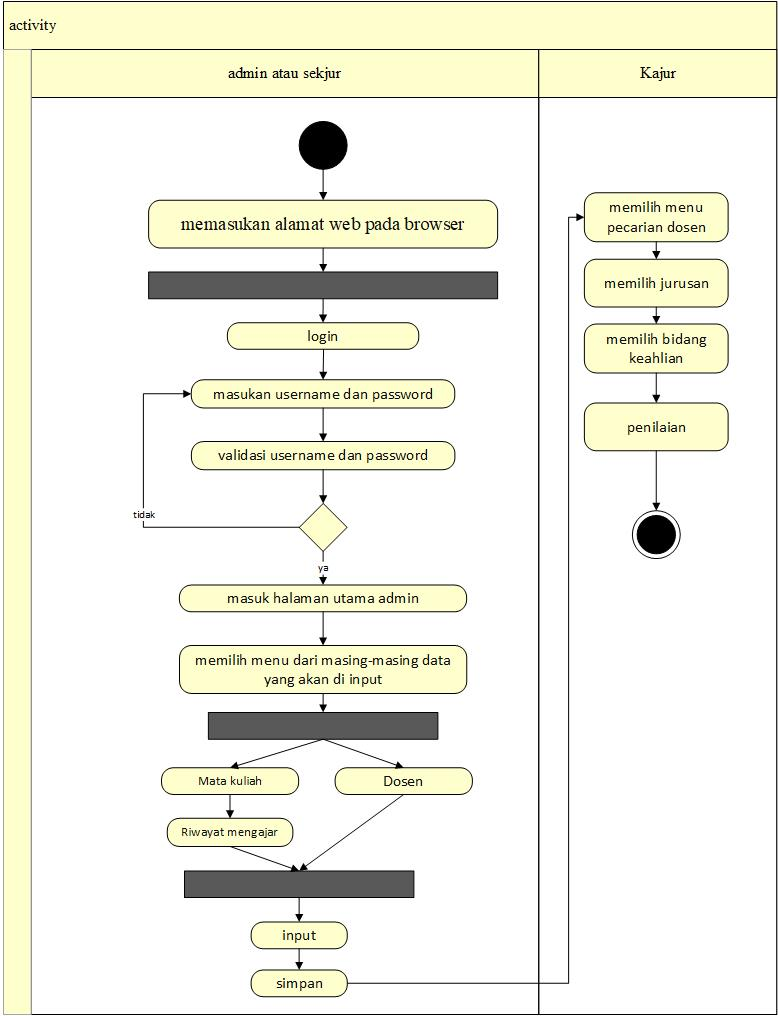 activity
admin atau sekjur
memasukan alamat web pada browser
login
masukan username dan password
validasi username dan password
tidak
ya
masuk halaman utama admin
memilih menu dari masing-masing data
yang akan di input
Mata kuliah
Dosen
Riwayat mengajar
input
simpan
Kajur
memilih menu
pecarian dosen
memilih jurusan
memilih bidang
keahlian
penilaian